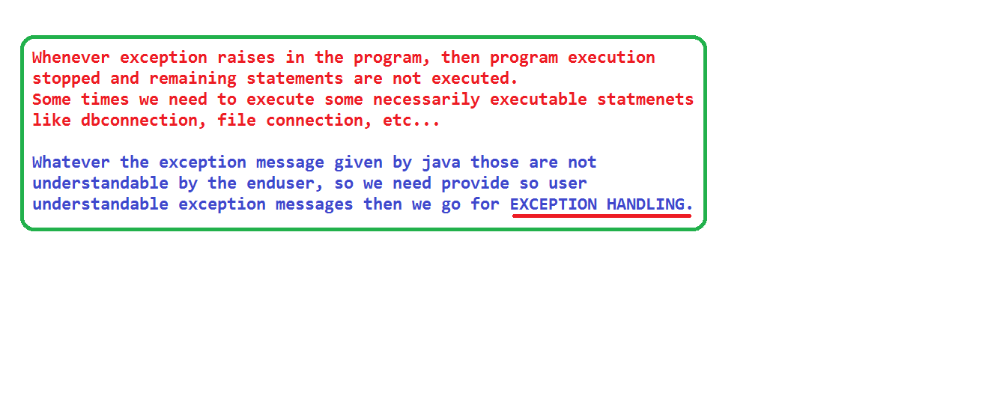 Whenever exception raises in the program, then program execution
stopped and remaining statements are not executed.
Some times we need to execute some necessarily executable statmenets
like dbconnection, file connection, etc...
Whatever the exception message given by java those are not
understandable by the enduser, so we need provide so user
understandable exception messages then we go for EXCEPTION HANDLING.